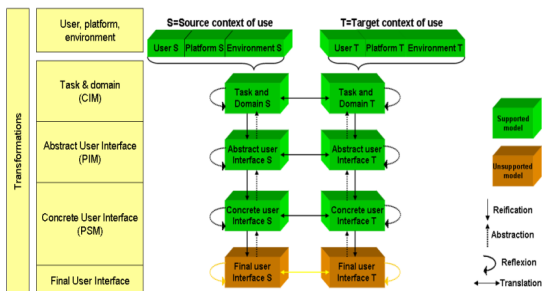 User, platform,
environment
S=Source context of use
T=Target context of use
User S Platform S Environment S
User T Platform T Environment T
Transformations
Task & domain
(CIM)
Task and
Domain S
Task and
Domain T
Abstract User Interface
(PIM)
Abstract user
Interface S
Abstract user
Interface T
Concrete User Interface
(PSM)
Concrete user
Interface S
Concrete user
Interface T
Final User Interface
Final user
Interface S
Final user
Interface T
Supported
model
Unsupported
model
Reification
Abstraction
Reflexion
Translation